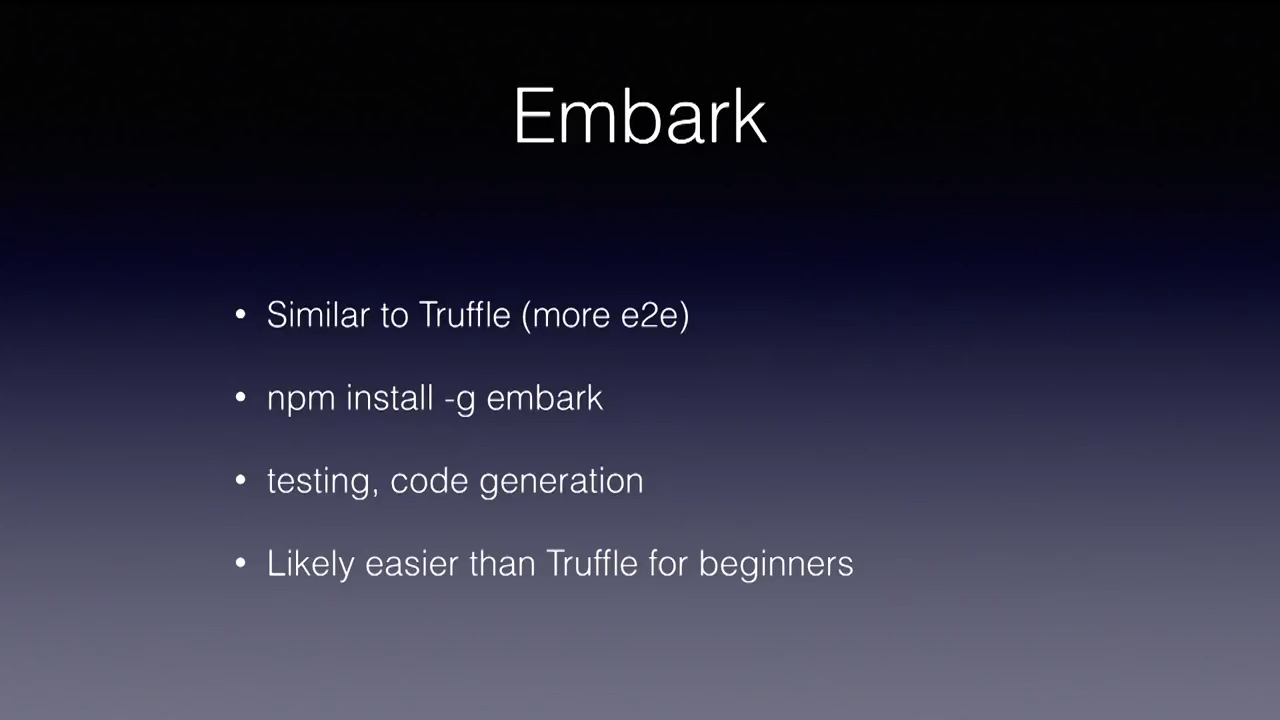 Embark
• Similar to Truffle (more e2e)
• npm install -g embark
• testing, code generation
• Likely easier than Truffle for beginners